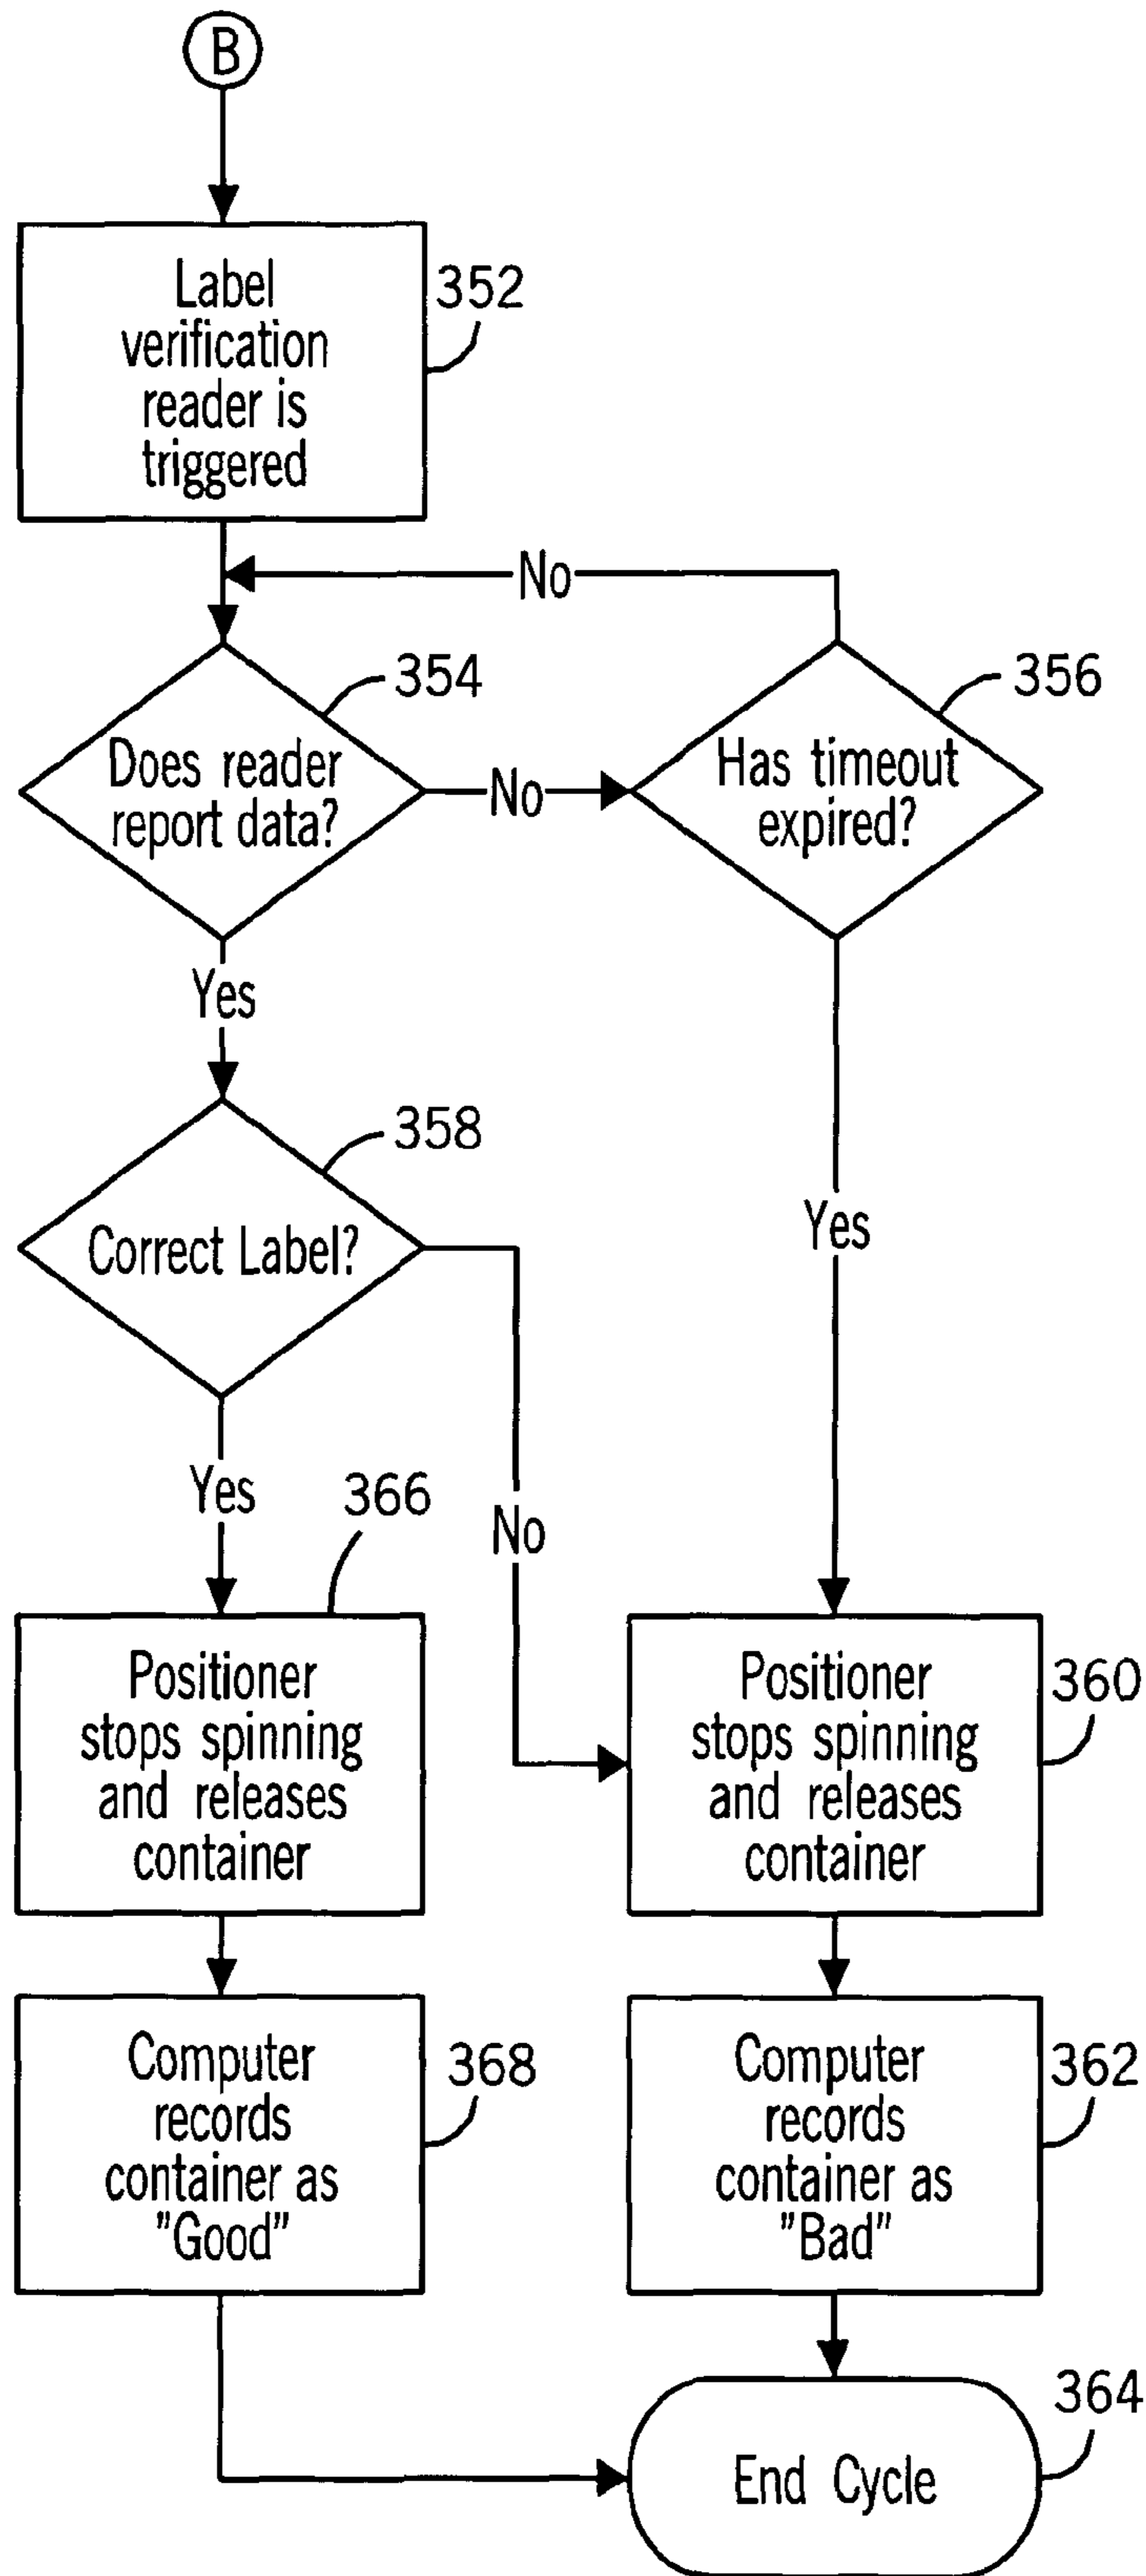 B
Label
verification
reader is
triggered
352
No
354
Does reader
report data?
No
356
Has timeout
expired?
Yes
358
Correct Label?
Yes
Yes
366
No
Positioner
stops spinning
and releases
container
360
Positioner
stops spinning
and releases
container
368
Computer
records
container as
"Good"
362
Computer
records
container as
"Bad"
364
End Cycle